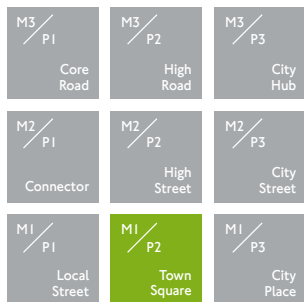 M3/P1
Core
Road
M3/P2
High
Road
M3/P3
City
Hub
M2/P1
Connector
M2/P2
High
Street
M2/P3
City
Street
M1/P1
Local
Street
M1/P2
Town
Square
M1/P3
City
Place